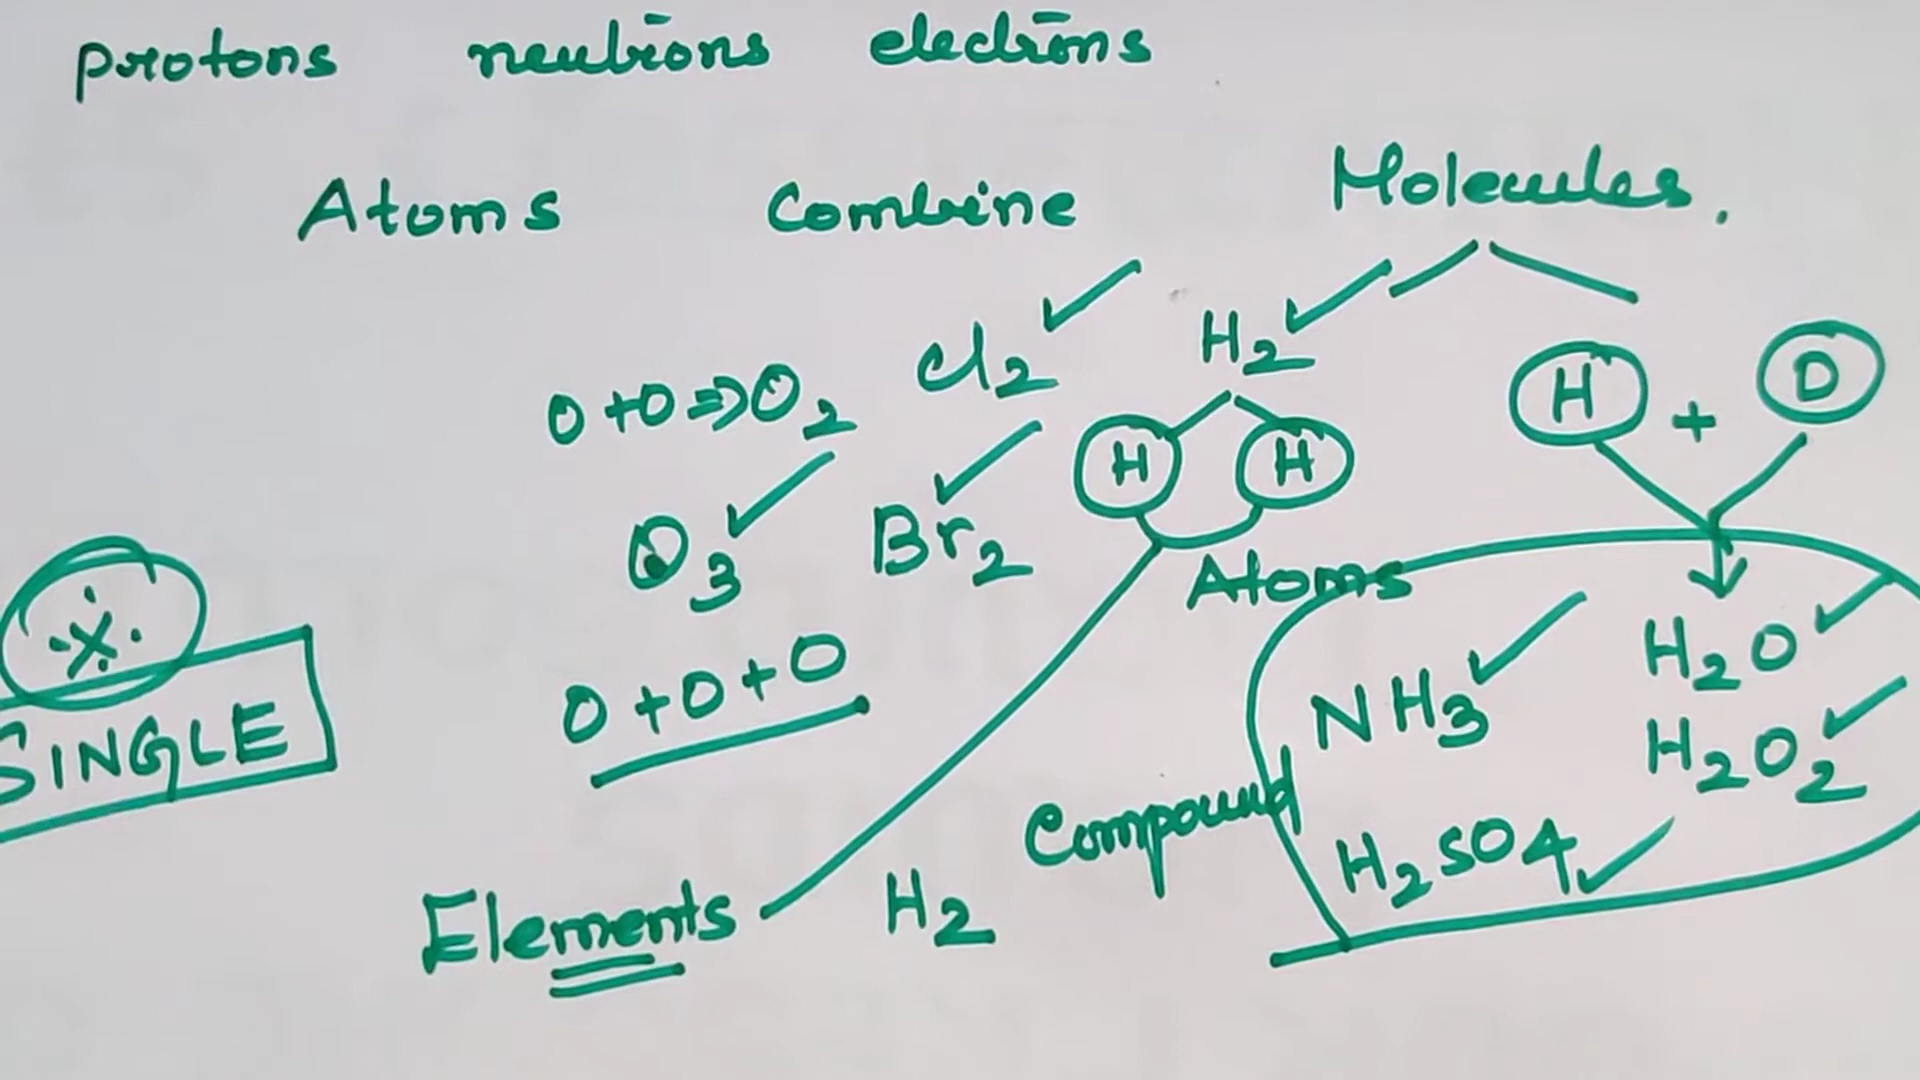 protons neutrons electrons
Atoms Combine Molecules.
O + O => O2 Cl2 H2 H + O
O3 Br2 H H
Atoms
O + O + O NH3 H2O
SINGLE H2O2
Compound H2SO4
Elements H2